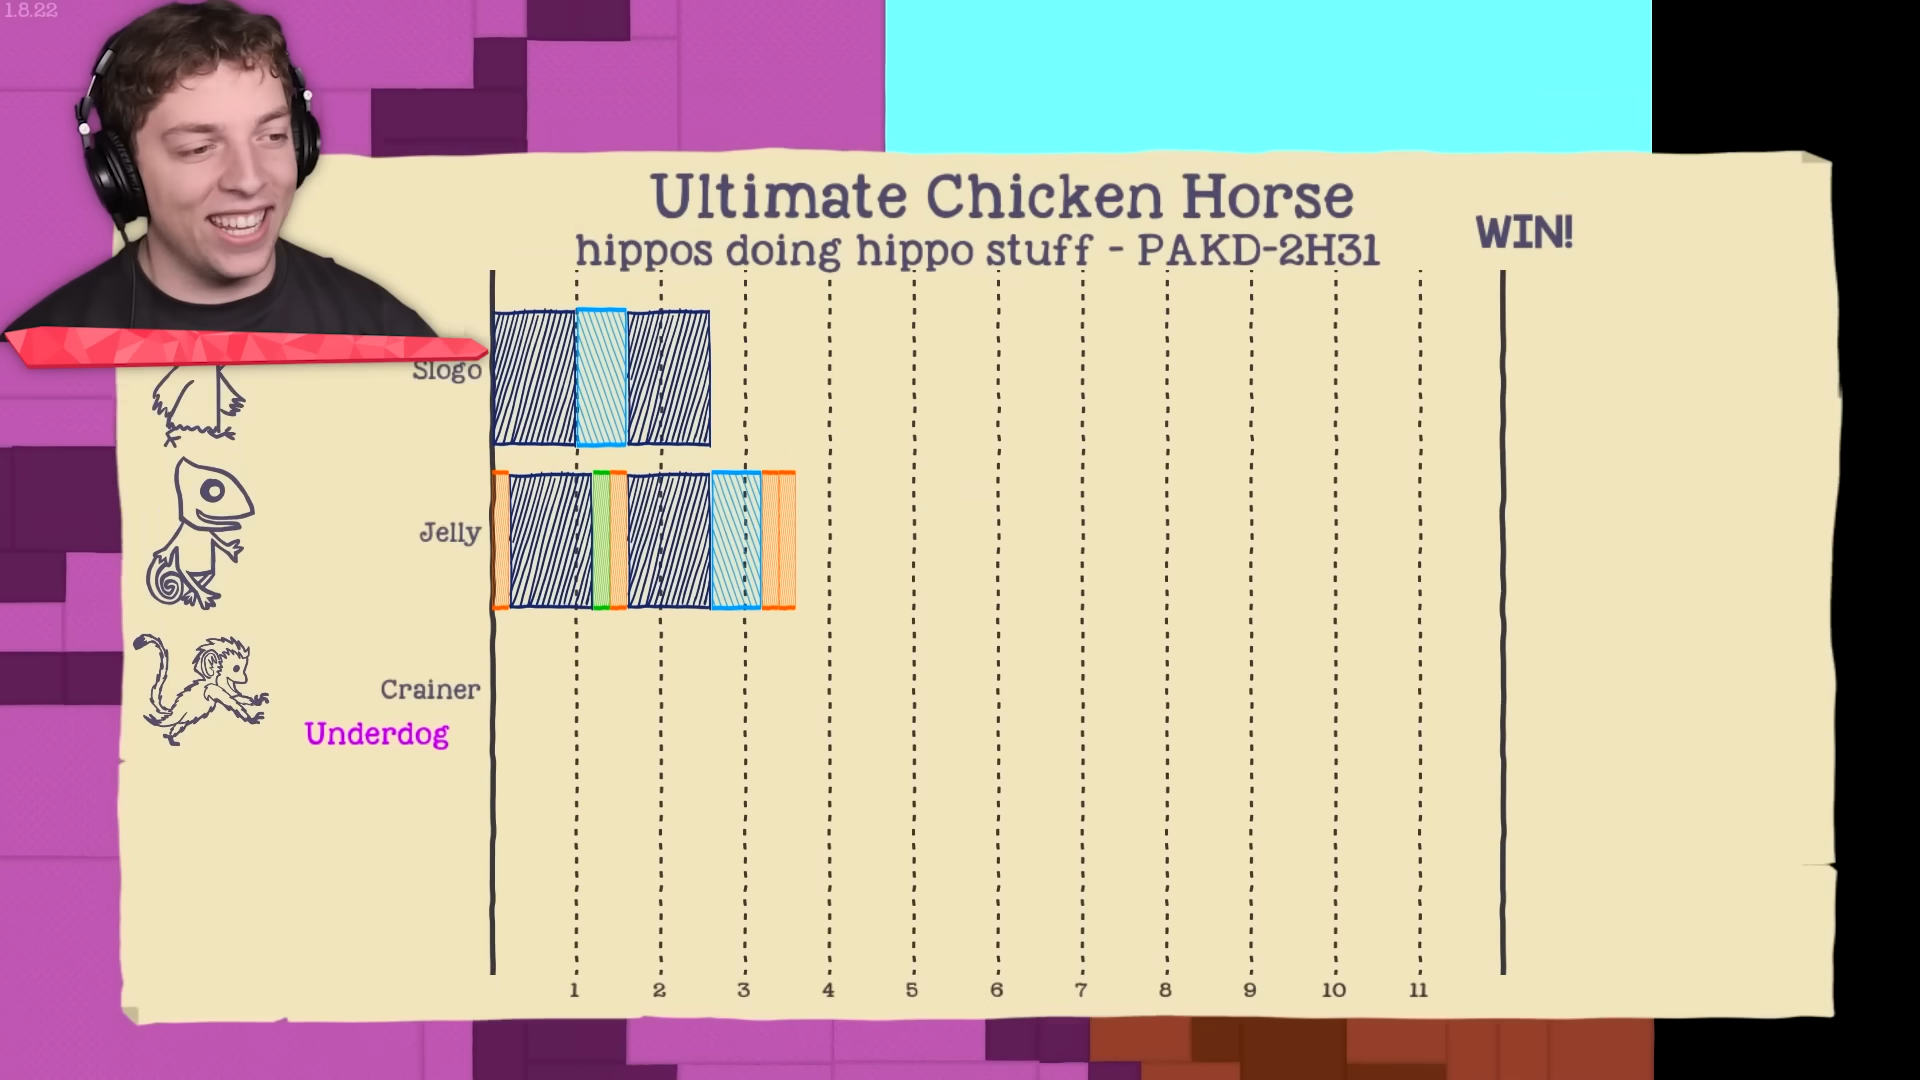 1.8.22
Ultimate Chicken Horse
hippos doing hippo stuff - PAKD-2H31
WIN!
Slogo
Jelly
Crainer
Underdog
1 2 3 4 5 6 7 8 9 10 11